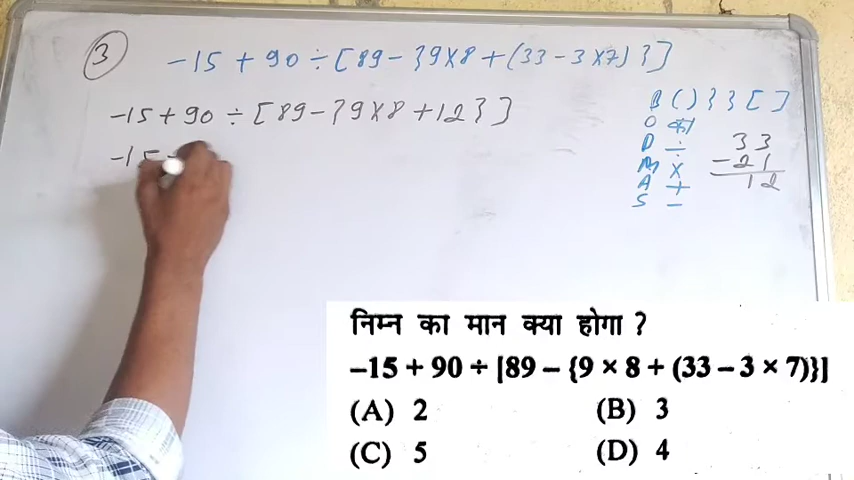 3
-15 + 90 ÷ [89 - {9 × 8 + (33 - 3 × 7)}]
-15 + 90 ÷ [89 - {9 × 8 + 12}]
-15
B ( ) { } [ ]
O
D ÷
M ×
A +
S -
33
- 21
12
निम्न का मान क्या होगा ?
–15 + 90 ÷ [89 – {9 × 8 + (33 – 3 × 7)}]
(A) 2 (B) 3
(C) 5 (D) 4